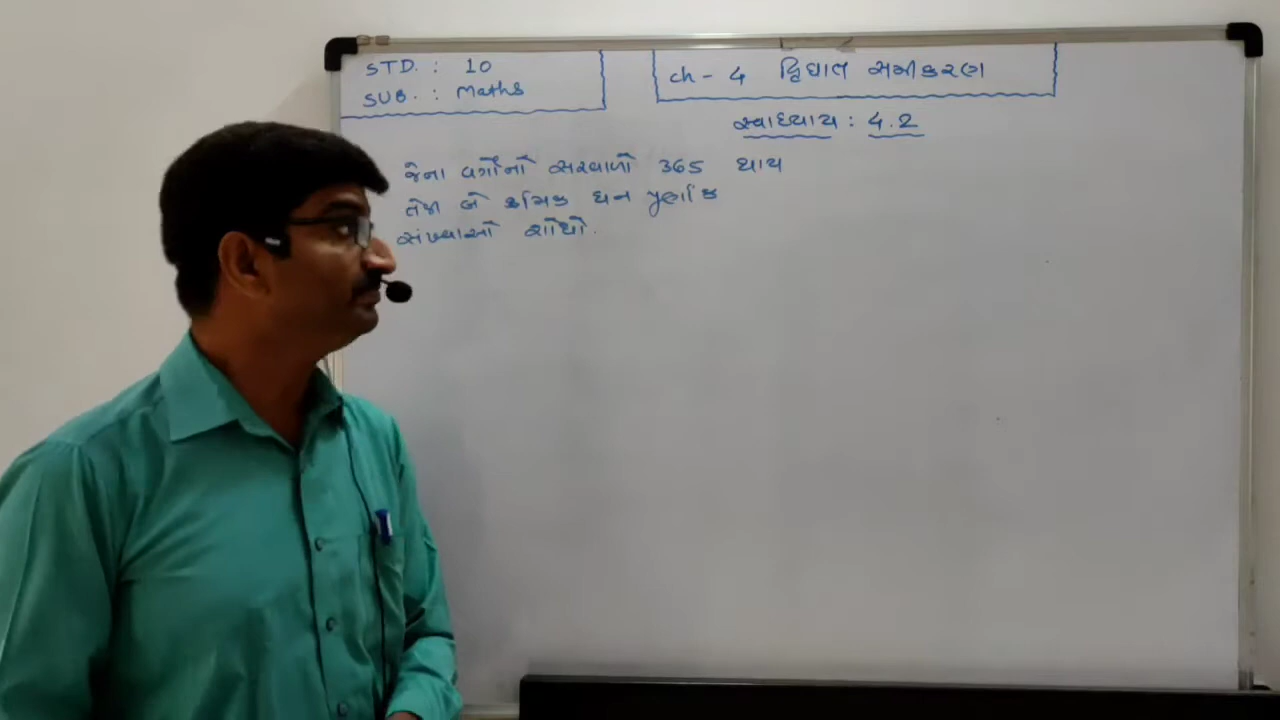 STD. : 10
SUB. : Maths
ch - 4 દ્વિઘાત સમીકરણ
સ્વાધ્યાય : 4.2
જેના વર્ગોનો સરવાળો 365 થાય
તેવા બે ક્રમિક ધન પૂર્ણાંક
સંખ્યાઓ શોધો.